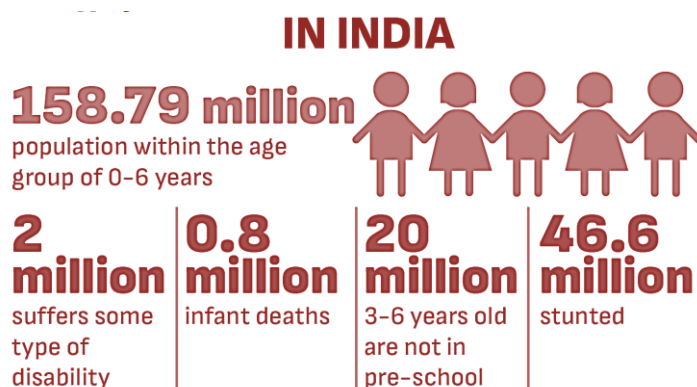 IN INDIA
158.79 million
population within the age
group of 0-6 years
2
million
suffers some
type of
disability
0.8
million
infant deaths
20
million
3-6 years old
are not in
pre-school
46.6
million
stunted